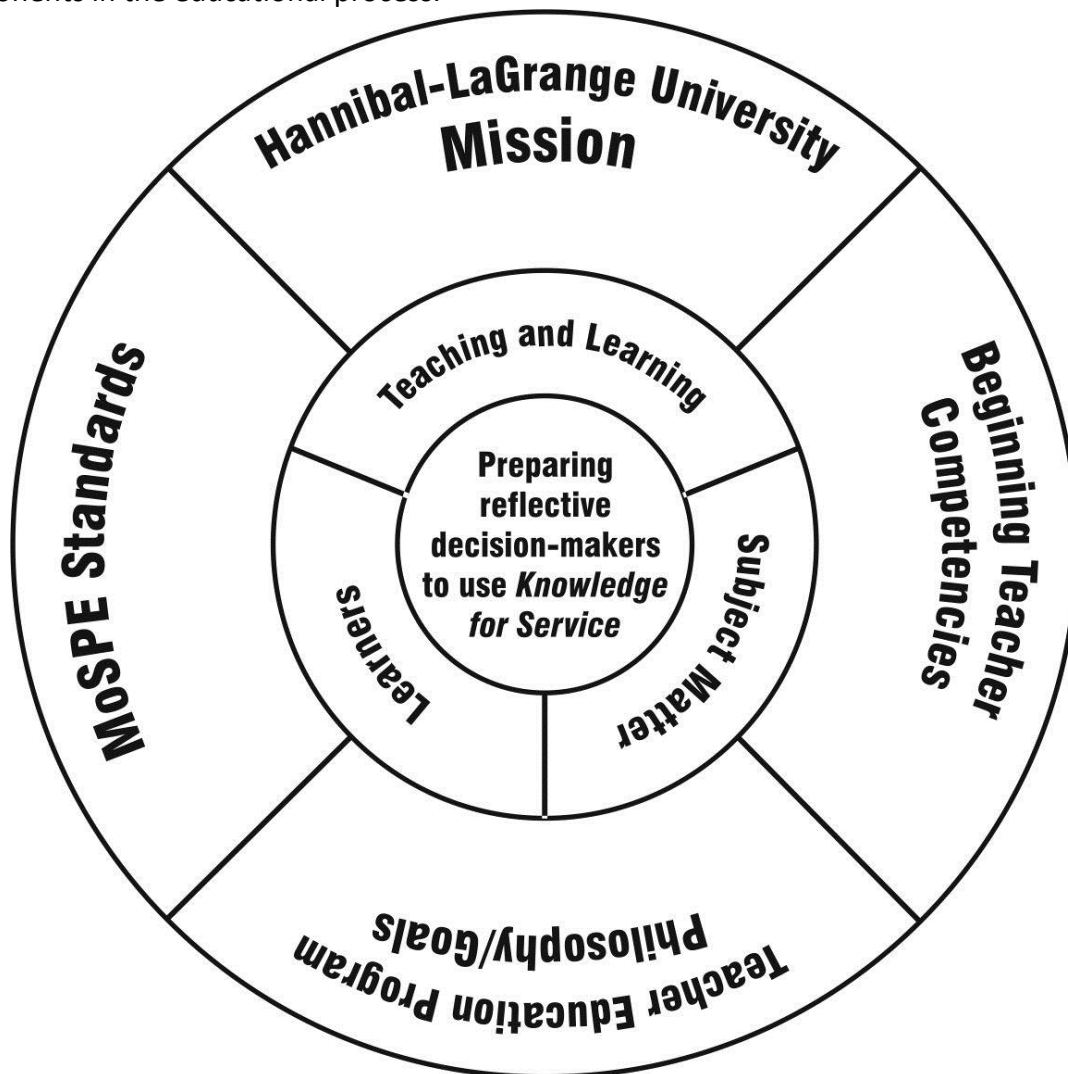 in the educational process.
Hannibal-LaGrange University
Mission
Beginning Teacher
Competencies
Teacher Education Program
Philosophy/Goals
MoSPE Standards
Teaching and Learning
Subject Matter
Learners
Preparing
reflective
decision-makers
to use Knowledge
for Service